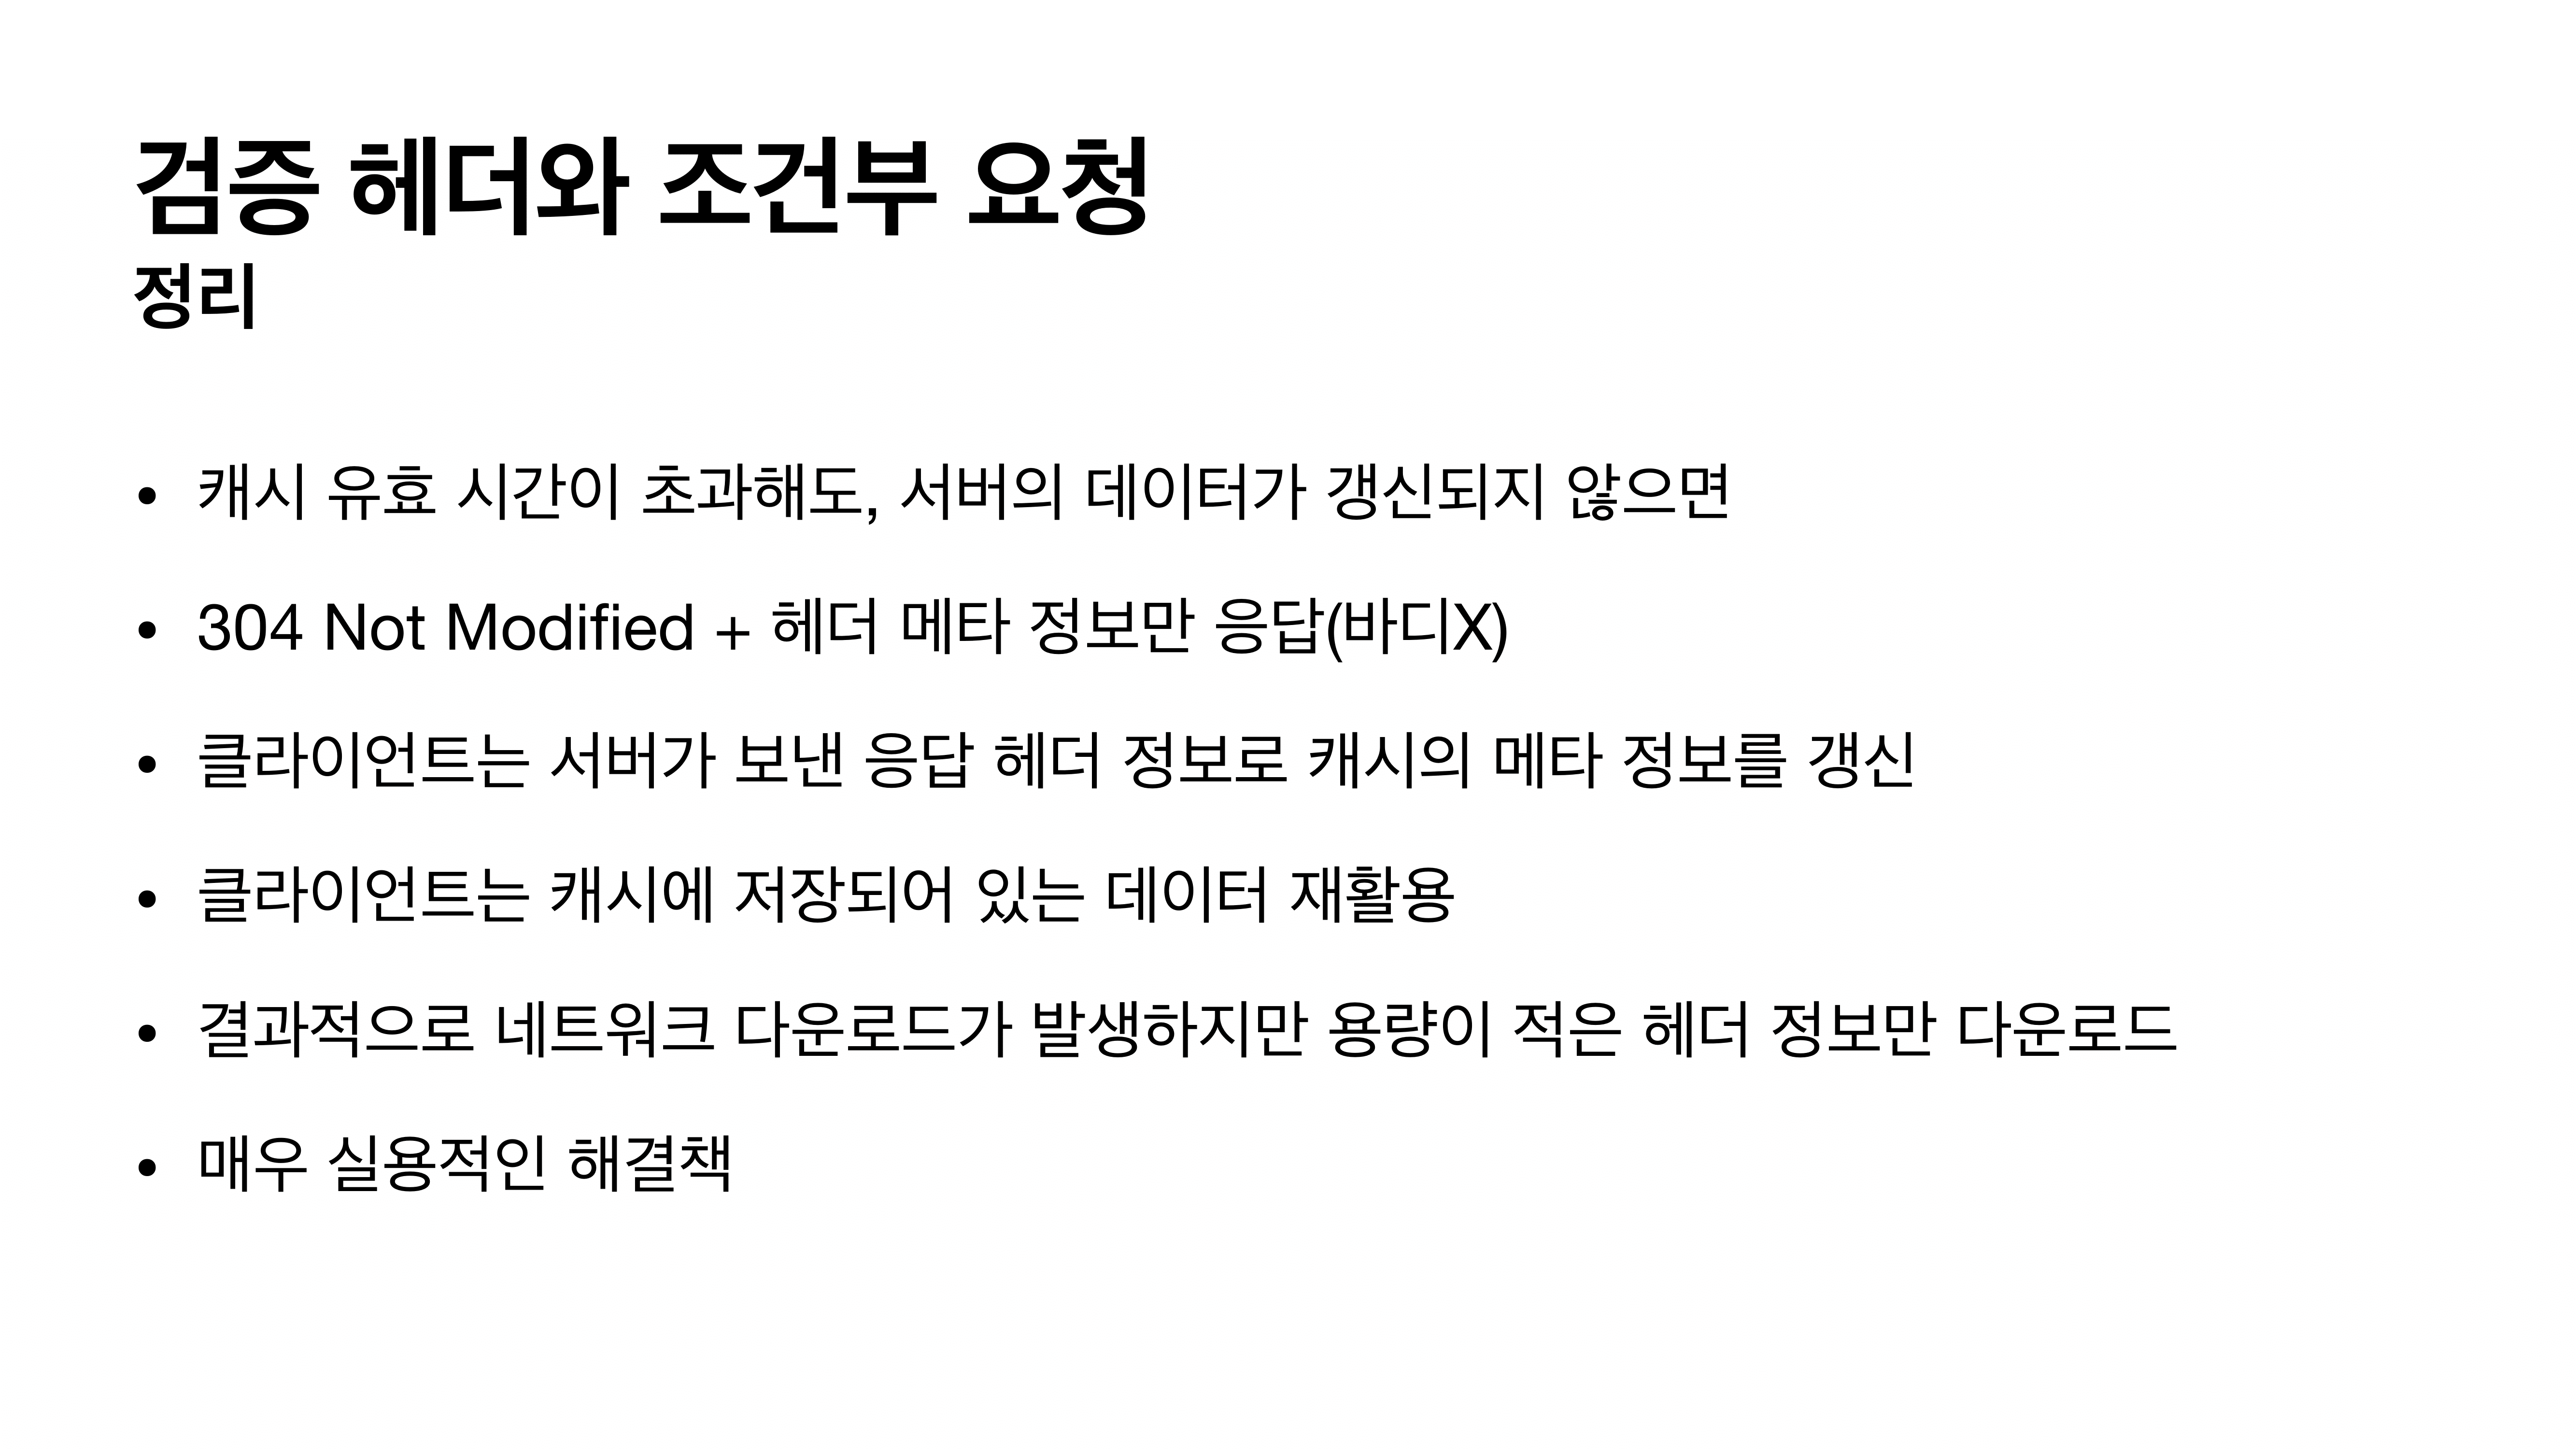 검증 헤더와 조건부 요청
정리
• 캐시 유효 시간이 초과해도, 서버의 데이터가 갱신되지 않으면
• 304 Not Modified + 헤더 메타 정보만 응답(바디X)
• 클라이언트는 서버가 보낸 응답 헤더 정보로 캐시의 메타 정보를 갱신
• 클라이언트는 캐시에 저장되어 있는 데이터 재활용
• 결과적으로 네트워크 다운로드가 발생하지만 용량이 적은 헤더 정보만 다운로드
• 매우 실용적인 해결책